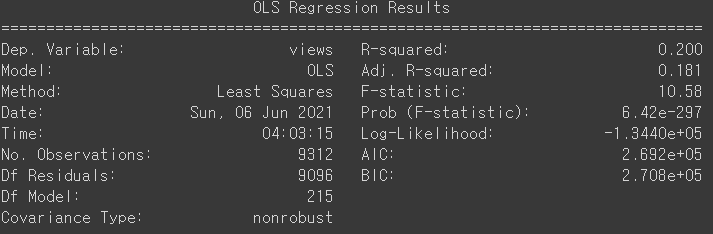 OLS Regression Results
==============================================================================
Dep. Variable: views R-squared: 0.200
Model: OLS Adj. R-squared: 0.181
Method: Least Squares F-statistic: 10.58
Date: Sun, 06 Jun 2021 Prob (F-statistic): 6.42e-297
Time: 04:03:15 Log-Likelihood: -1.3440e+05
No. Observations: 9312 AIC: 2.692e+05
Df Residuals: 9096 BIC: 2.708e+05
Df Model: 215
Covariance Type: nonrobust